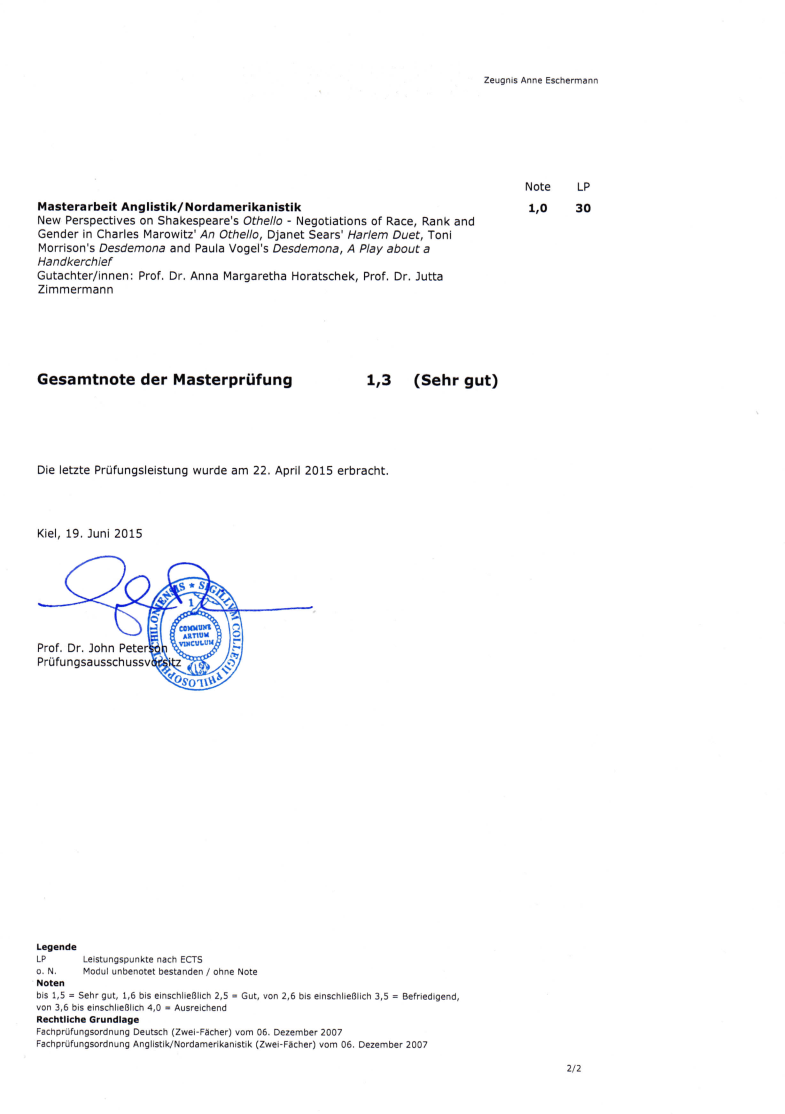 Zeugnis Anne Eschermann
Note LP
Masterarbeit Anglistik/Nordamerikanistik 1,0 30
New Perspectives on Shakespeare's Othello - Negotiations of Race, Rank and
Gender in Charles Marowitz' An Othello, Djanet Sears' Harlem Duet, Toni
Morrison's Desdemona and Paula Vogel's Desdemona, A Play about a
Handkerchief
Gutachter/innen: Prof. Dr. Anna Margaretha Horatschek, Prof. Dr. Jutta
Zimmermann
Gesamtnote der Masterprüfung 1,3 (Sehr gut)
Die letzte Prüfungsleistung wurde am 22. April 2015 erbracht.
Kiel, 19. Juni 2015
SIGILLVM COLLEGII PHILOSOPHICI CHILONIENSIS
1
COMMUNE
ARTIUM
VINCULUM
Prof. Dr. John Peterson
Prüfungsausschussvorsitz
Legende
LP Leistungspunkte nach ECTS
o. N. Modul unbenotet bestanden / ohne Note
Noten
bis 1,5 = Sehr gut, 1,6 bis einschließlich 2,5 = Gut, von 2,6 bis einschließlich 3,5 = Befriedigend,
von 3,6 bis einschließlich 4,0 = Ausreichend
Rechtliche Grundlage
Fachprüfungsordnung Deutsch (Zwei-Fächer) vom 06. Dezember 2007
Fachprüfungsordnung Anglistik/Nordamerikanistik (Zwei-Fächer) vom 06. Dezember 2007
2/2